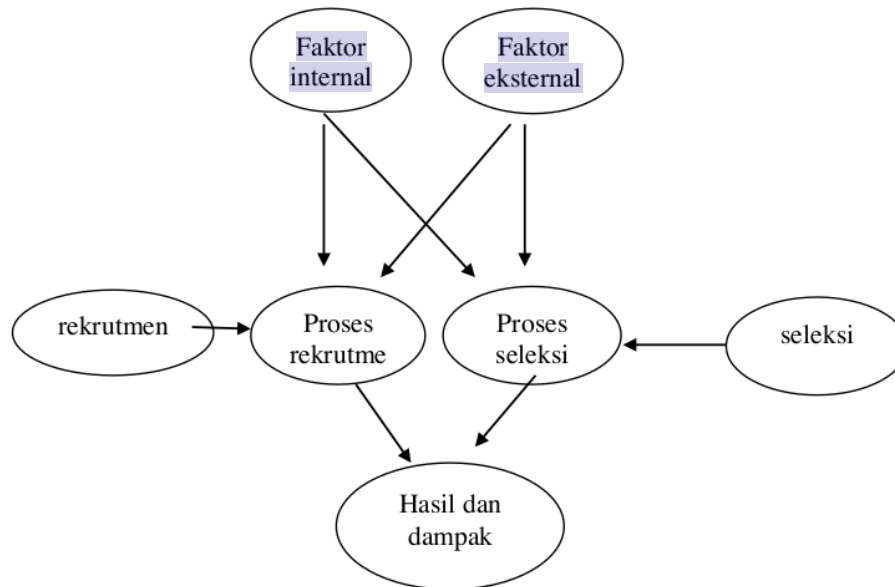 Faktor
internal
Faktor
eksternal
rekrutmen
Proses
rekrutme
Proses
seleksi
seleksi
Hasil dan
dampak